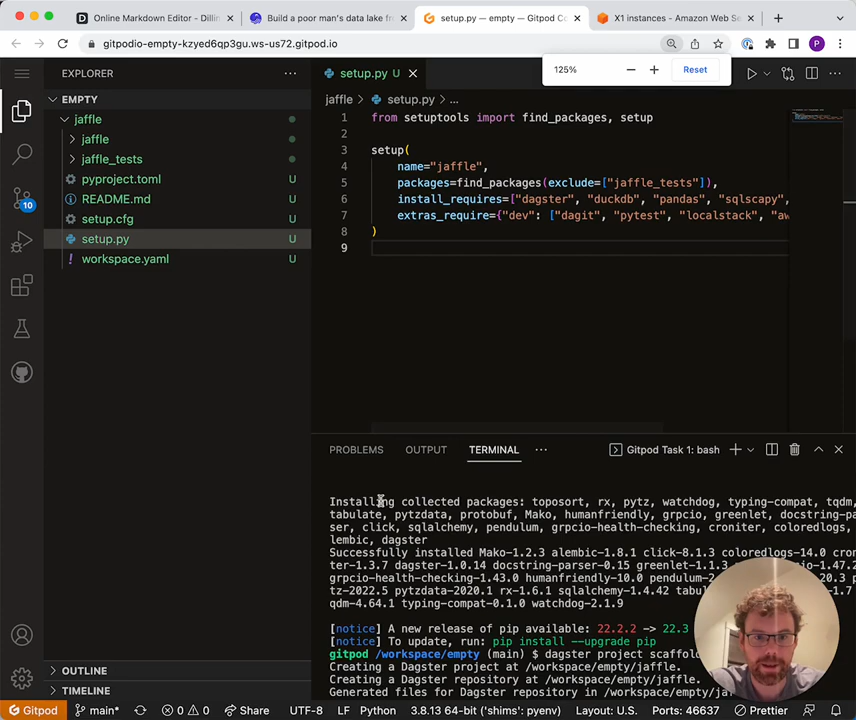 Online Markdown Editor - Dillin
Build a poor man's data lake fr
setup.py — empty — Gitpod C
X1 instances - Amazon Web Se
gitpodio-empty-kzyed6qp3gu.ws-us72.gitpod.io
P
125%
Reset
EXPLORER
EMPTY
jaffle
jaffle
jaffle_tests
pyproject.toml U
README.md U
setup.cfg U
setup.py U
workspace.yaml U
10
OUTLINE
TIMELINE
setup.py U
jaffle > setup.py > ...
1 from setuptools import find_packages, setup
2
3 setup(
4 name="jaffle",
5 packages=find_packages(exclude=["jaffle_tests"]),
6 install_requires=["dagster", "duckdb", "pandas", "sqlscapy",
7 extras_require={"dev": ["dagit", "pytest", "localstack", "aw
8 )
9
PROBLEMS OUTPUT TERMINAL
Gitpod Task 1: bash
Installing collected packages: toposort, rx, pytz, watchdog, typing-compat, tqdm,
tabulate, pytzdata, protobuf, Mako, humanfriendly, grpcio, greenlet, docstring-pa
ser, click, sqlalchemy, pendulum, grpcio-health-checking, croniter, coloredlogs,
lembic, dagster
Successfully installed Mako-1.2.3 alembic-1.8.1 click-8.1.3 coloredlogs-14.0 cron
ter-1.3.7 dagster-1.0.14 docstring-parser-0.15 greenlet-1.1.3
grpcio-health-checking-1.43.0 humanfriendly-10.0 pendulum-2
tz-2022.5 pytzdata-2020.1 rx-1.6.1 sqlalchemy-1.4.42
qdm-4.64.1 typing-compat-0.1.0 watchdog-2.1.9
[notice] A new release of pip available: 22.2.2 -> 22.3
[notice] To update, run: pip install --upgrade pip
gitpod /workspace/empty (main) $ dagster project scaffol
Creating a Dagster project at /workspace/empty/jaffle.
Creating a Dagster repository at /workspace/empty/jaffle.
Generated files for Dagster repository in /workspace/empty/ja
Gitpod main* 0 0 Share UTF-8 LF Python 3.8.13 64-bit ('shims': pyenv) Layout: U.S. Ports: 46637 Prettier